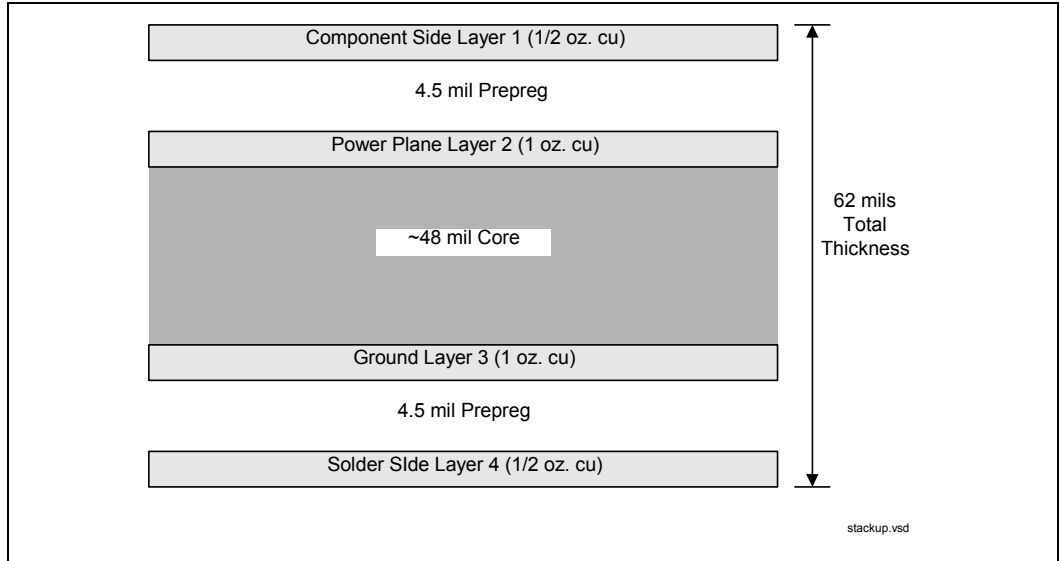 Component Side Layer 1 (1/2 oz. cu)
4.5 mil Prepreg
Power Plane Layer 2 (1 oz. cu)
~48 mil Core
62 mils
Total
Thickness
Ground Layer 3 (1 oz. cu)
4.5 mil Prepreg
Solder SIde Layer 4 (1/2 oz. cu)
stackup.vsd